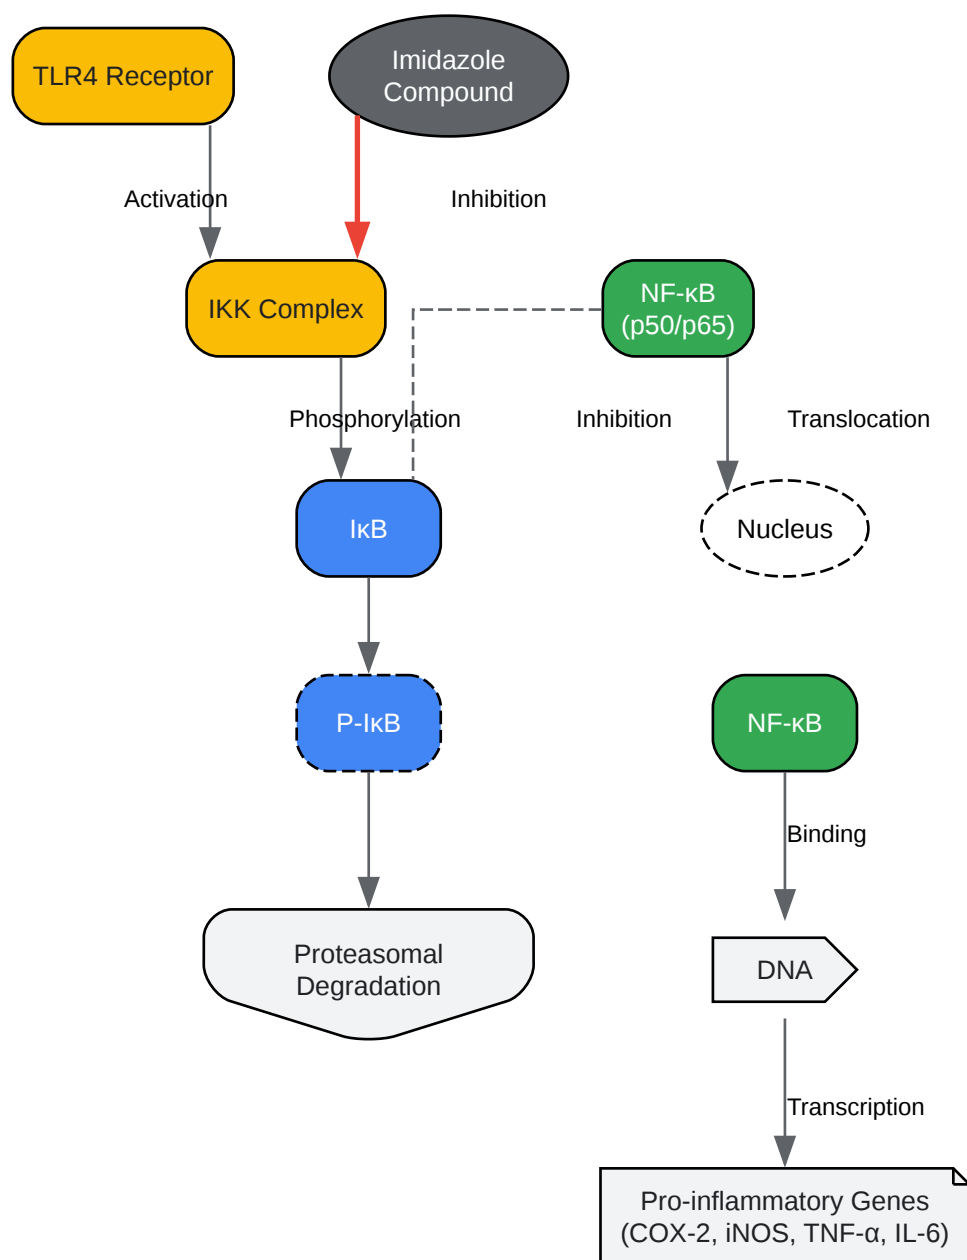 TLR4 Receptor
Imidazole
Compound
Activation
Inhibition
IKK Complex
NF-κB
(p50/p65)
Phosphorylation
Inhibition
Translocation
IκB
Nucleus
P-IκB
NF-κB
Binding
Proteasomal
Degradation
DNA
Transcription
Pro-inflammatory Genes
(COX-2, iNOS, TNF-α, IL-6)